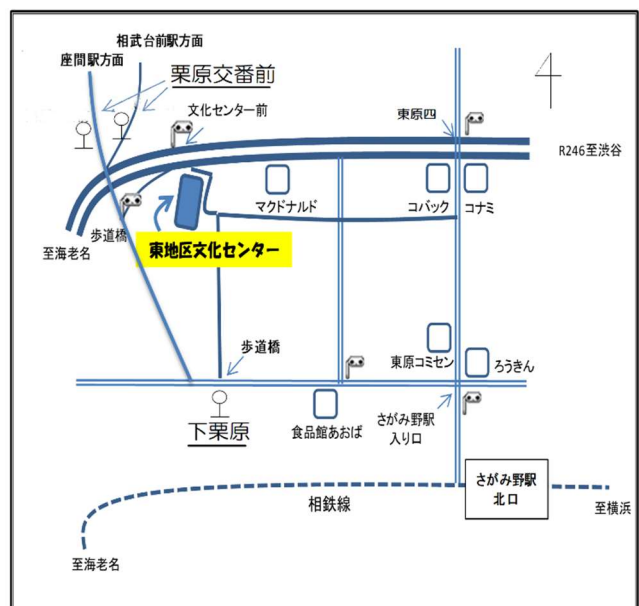 相武台前駅方面
座間駅方面
栗原交番前
文化センター前
東原四
R246至渋谷
マクドナルド
コバック
コナミ
歩道橋
至海老名
東地区文化センター
歩道橋
東原コミセン
ろうきん
下栗原
食品館あおば
さがみ野駅
入り口
さがみ野駅
北口
相鉄線
至横浜
至海老名